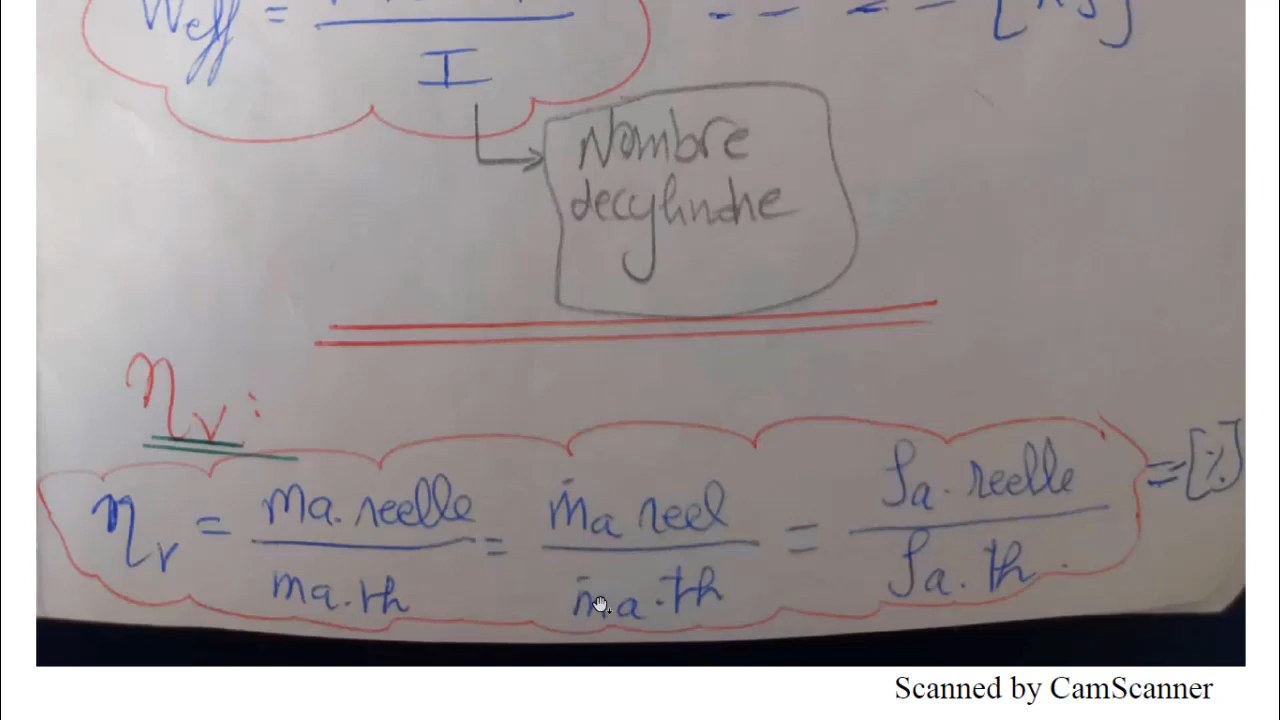 Weff =
I
Nombre
decylindre
ηv :
ηv = ma.reelle / ma.th = ṁa reel / ṁa.th = ρa.reelle / ρa.th. = [%]
Scanned by CamScanner